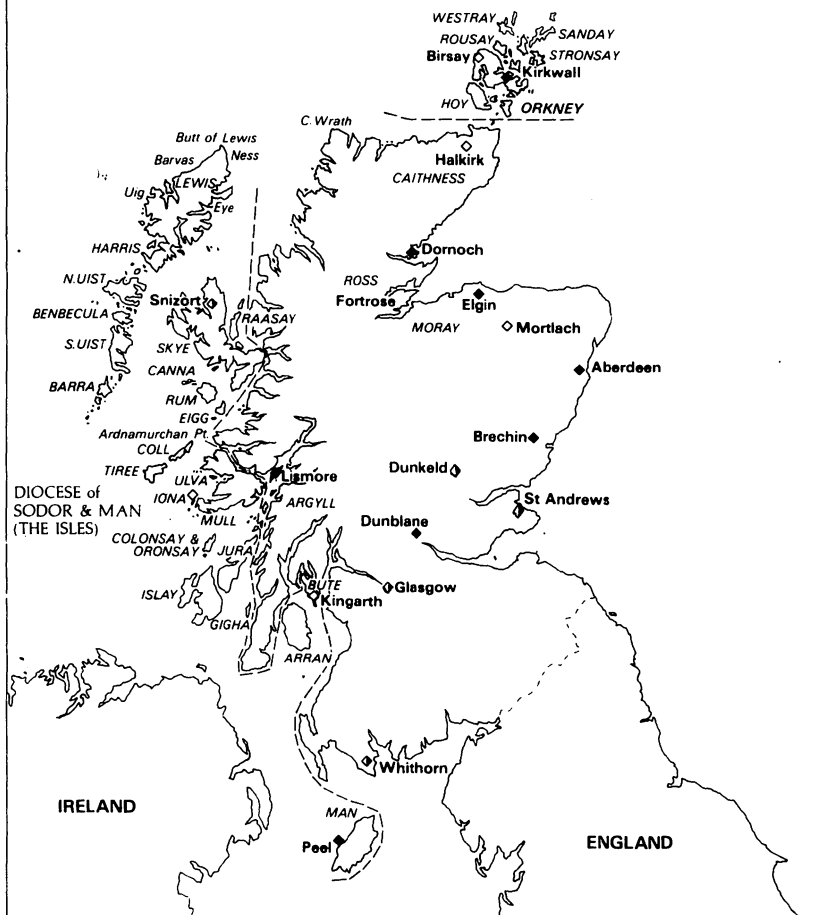 WESTRAY
SANDAY
ROUSAY
STRONSAY
Birsay
Kirkwall
HOY
ORKNEY
C. Wrath
Butt of Lewis
Halkirk
Barvas
Ness
CAITHNESS
LEWIS
Uig
Eye
HARRIS
Dornoch
N.UIST
ROSS
Snizort
Fortrose
Elgin
BENBECULA
RAASAY
MORAY
Mortlach
S.UIST
SKYE
CANNA
Aberdeen
BARRA
RUM
EIGG
Ardnamurchan Pt.
Brechin
COLL
TIREE
Dunkeld
ULVA
Lismore
DIOCESE of
SODOR & MAN
(THE ISLES)
IONA
ARGYLL
St Andrews
MULL
Dunblane
COLONSAY &
ORONSAY
JURA
BUTE
Glasgow
ISLAY
Kingarth
GIGHA
ARRAN
Whithorn
IRELAND
MAN
Peel
ENGLAND